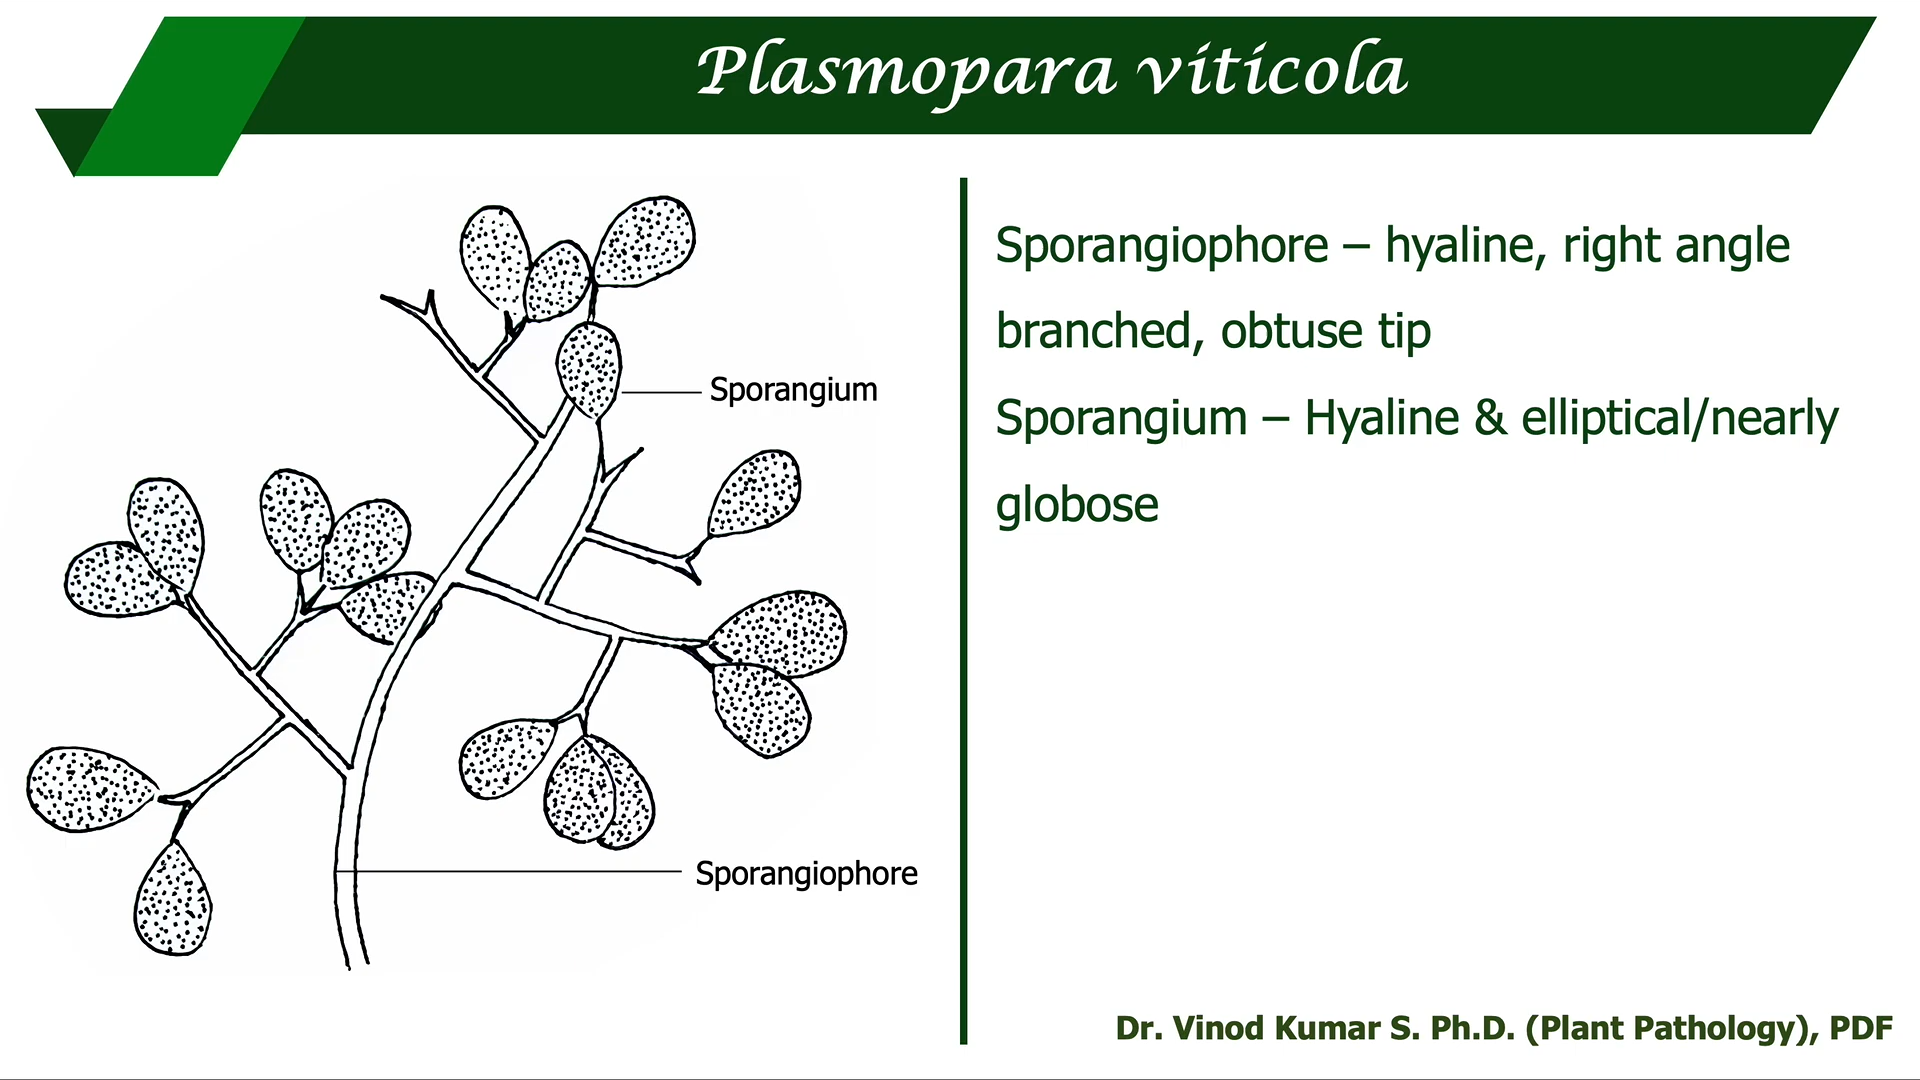 Plasmopara viticola
Sporangium
Sporangiophore
Sporangiophore – hyaline, right angle
branched, obtuse tip
Sporangium – Hyaline & elliptical/nearly
globose
Dr. Vinod Kumar S. Ph.D. (Plant Pathology), PDF